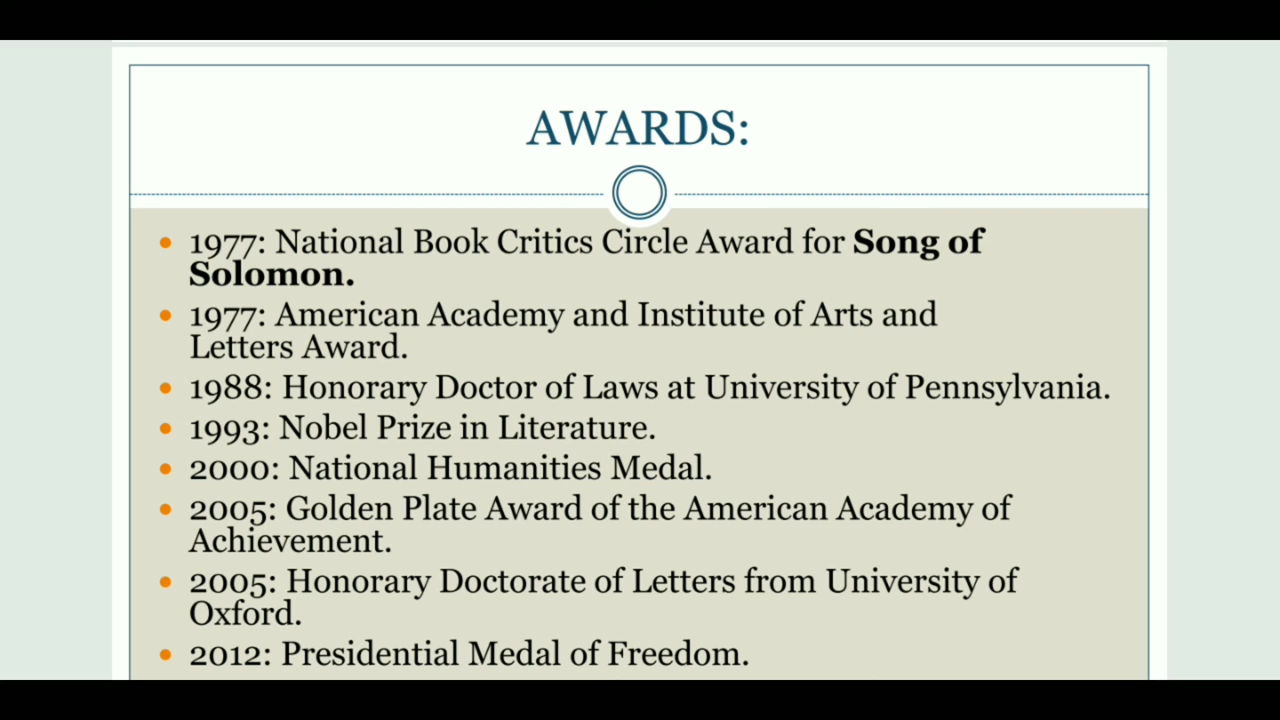 AWARDS:
• 1977: National Book Critics Circle Award for Song of
Solomon.
• 1977: American Academy and Institute of Arts and
Letters Award.
• 1988: Honorary Doctor of Laws at University of Pennsylvania.
• 1993: Nobel Prize in Literature.
• 2000: National Humanities Medal.
• 2005: Golden Plate Award of the American Academy of
Achievement.
• 2005: Honorary Doctorate of Letters from University of
Oxford.
• 2012: Presidential Medal of Freedom.